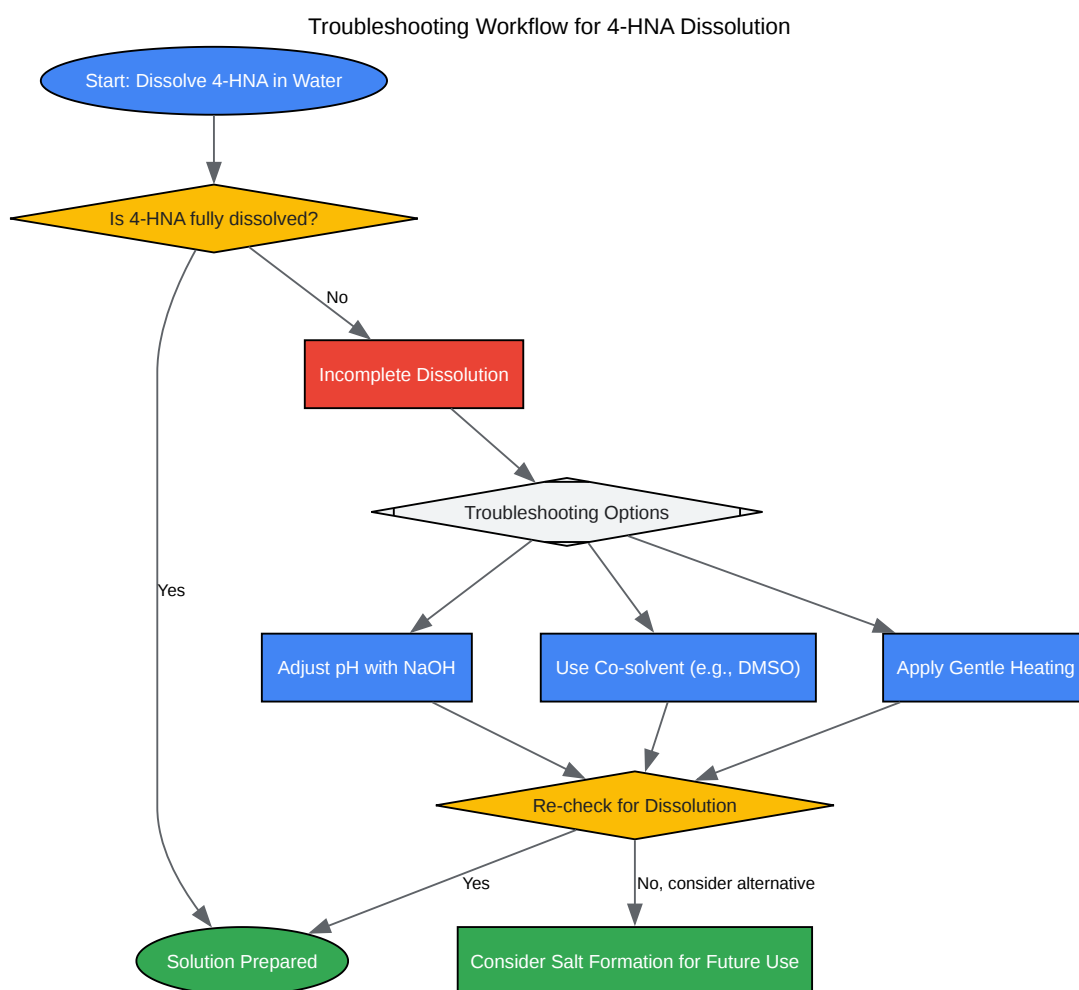 Troubleshooting Workflow for 4-HNA Dissolution
Start: Dissolve 4-HNA in Water
Is 4-HNA fully dissolved?
No
Incomplete Dissolution
Troubleshooting Options
Yes
Adjust pH with NaOH
Use Co-solvent (e.g., DMSO)
Apply Gentle Heating
Re-check for Dissolution
Yes
No, consider alternative
Solution Prepared
Consider Salt Formation for Future Use